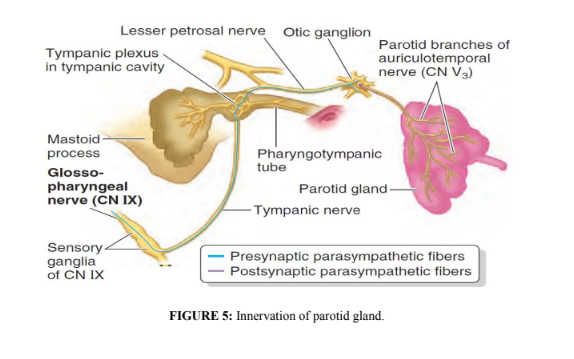 Lesser petrosal nerve
Otic ganglion
Tympanic plexus
in tympanic cavity
Parotid branches of
auriculotemporal
nerve (CN V3)
Mastoid
process
Pharyngotympanic
tube
Glosso-
pharyngeal
nerve (CN IX)
Parotid gland
Tympanic nerve
Sensory
ganglia
of CN IX
Presynaptic parasympathetic fibers
Postsynaptic parasympathetic fibers
FIGURE 5: Innervation of parotid gland.